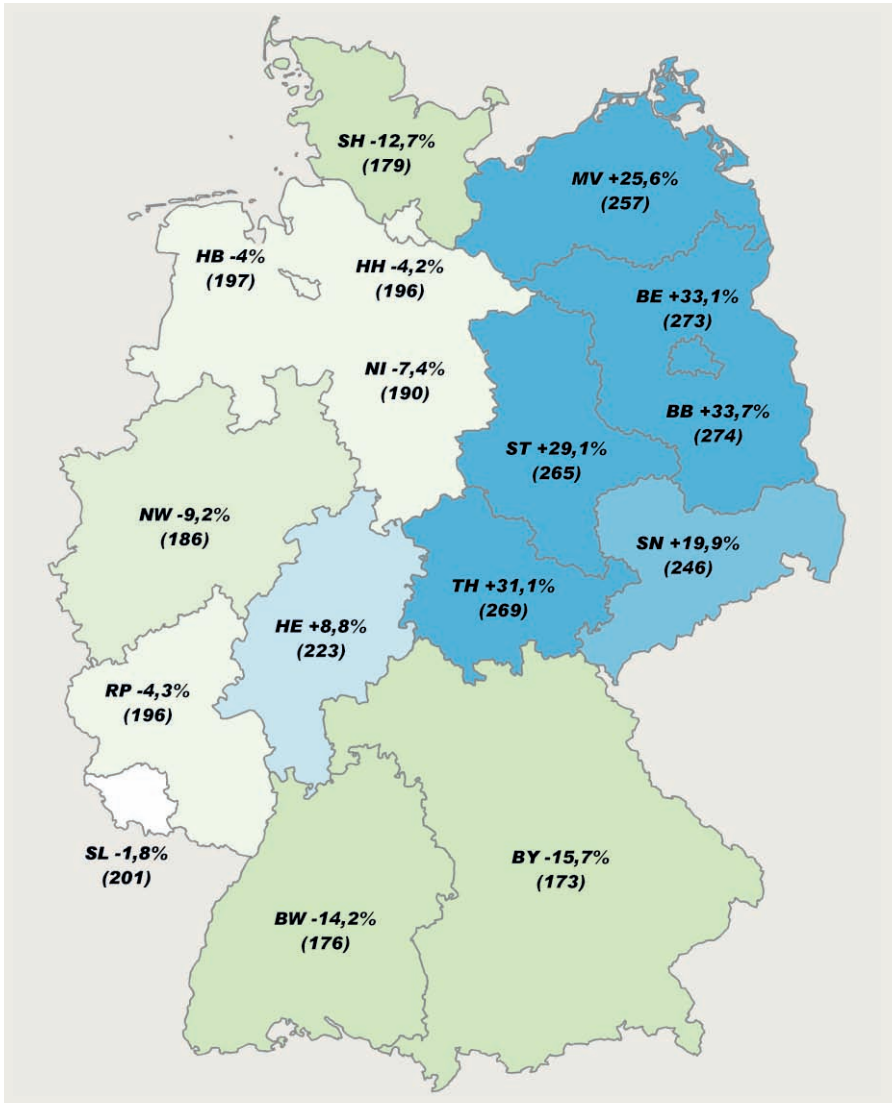 SH -12,7%
(179)
MV +25,6%
(257)
HB -4%
(197)
HH -4,2%
(196)
BE +33,1%
(273)
NI -7,4%
(190)
BB +33,7%
(274)
ST +29,1%
(265)
NW -9,2%
(186)
SN +19,9%
(246)
TH +31,1%
(269)
HE +8,8%
(223)
RP -4,3%
(196)
SL -1,8%
(201)
BY -15,7%
(173)
BW -14,2%
(176)